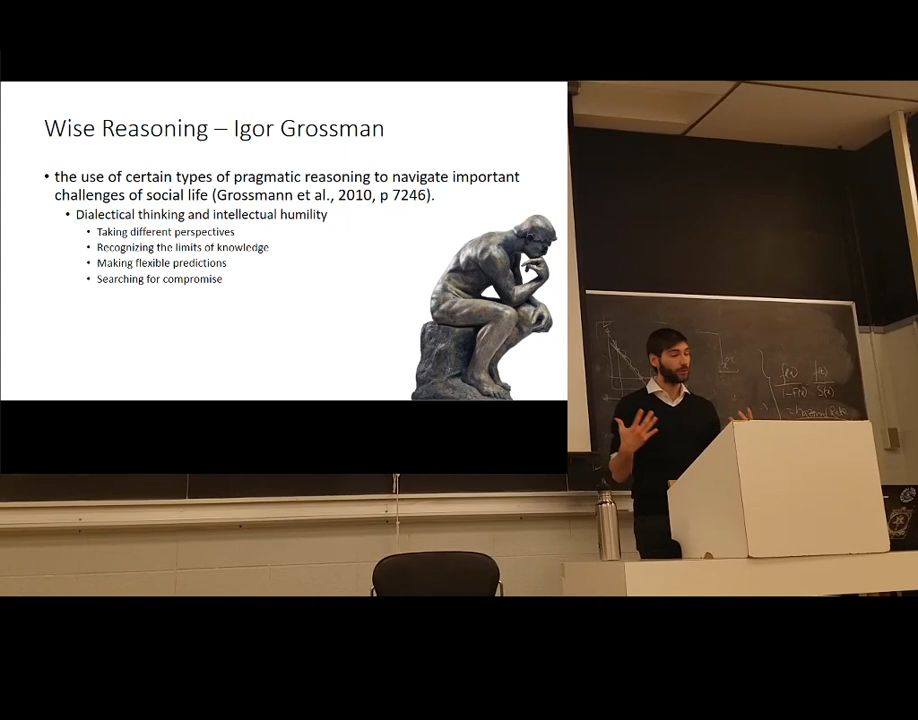 Wise Reasoning – Igor Grossman
• the use of certain types of pragmatic reasoning to navigate important
challenges of social life (Grossmann et al., 2010, p 7246).
• Dialectical thinking and intellectual humility
• Taking different perspectives
• Recognizing the limits of knowledge
• Making flexible predictions
• Searching for compromise
f(x) f(x)
1-F(x) S(x)